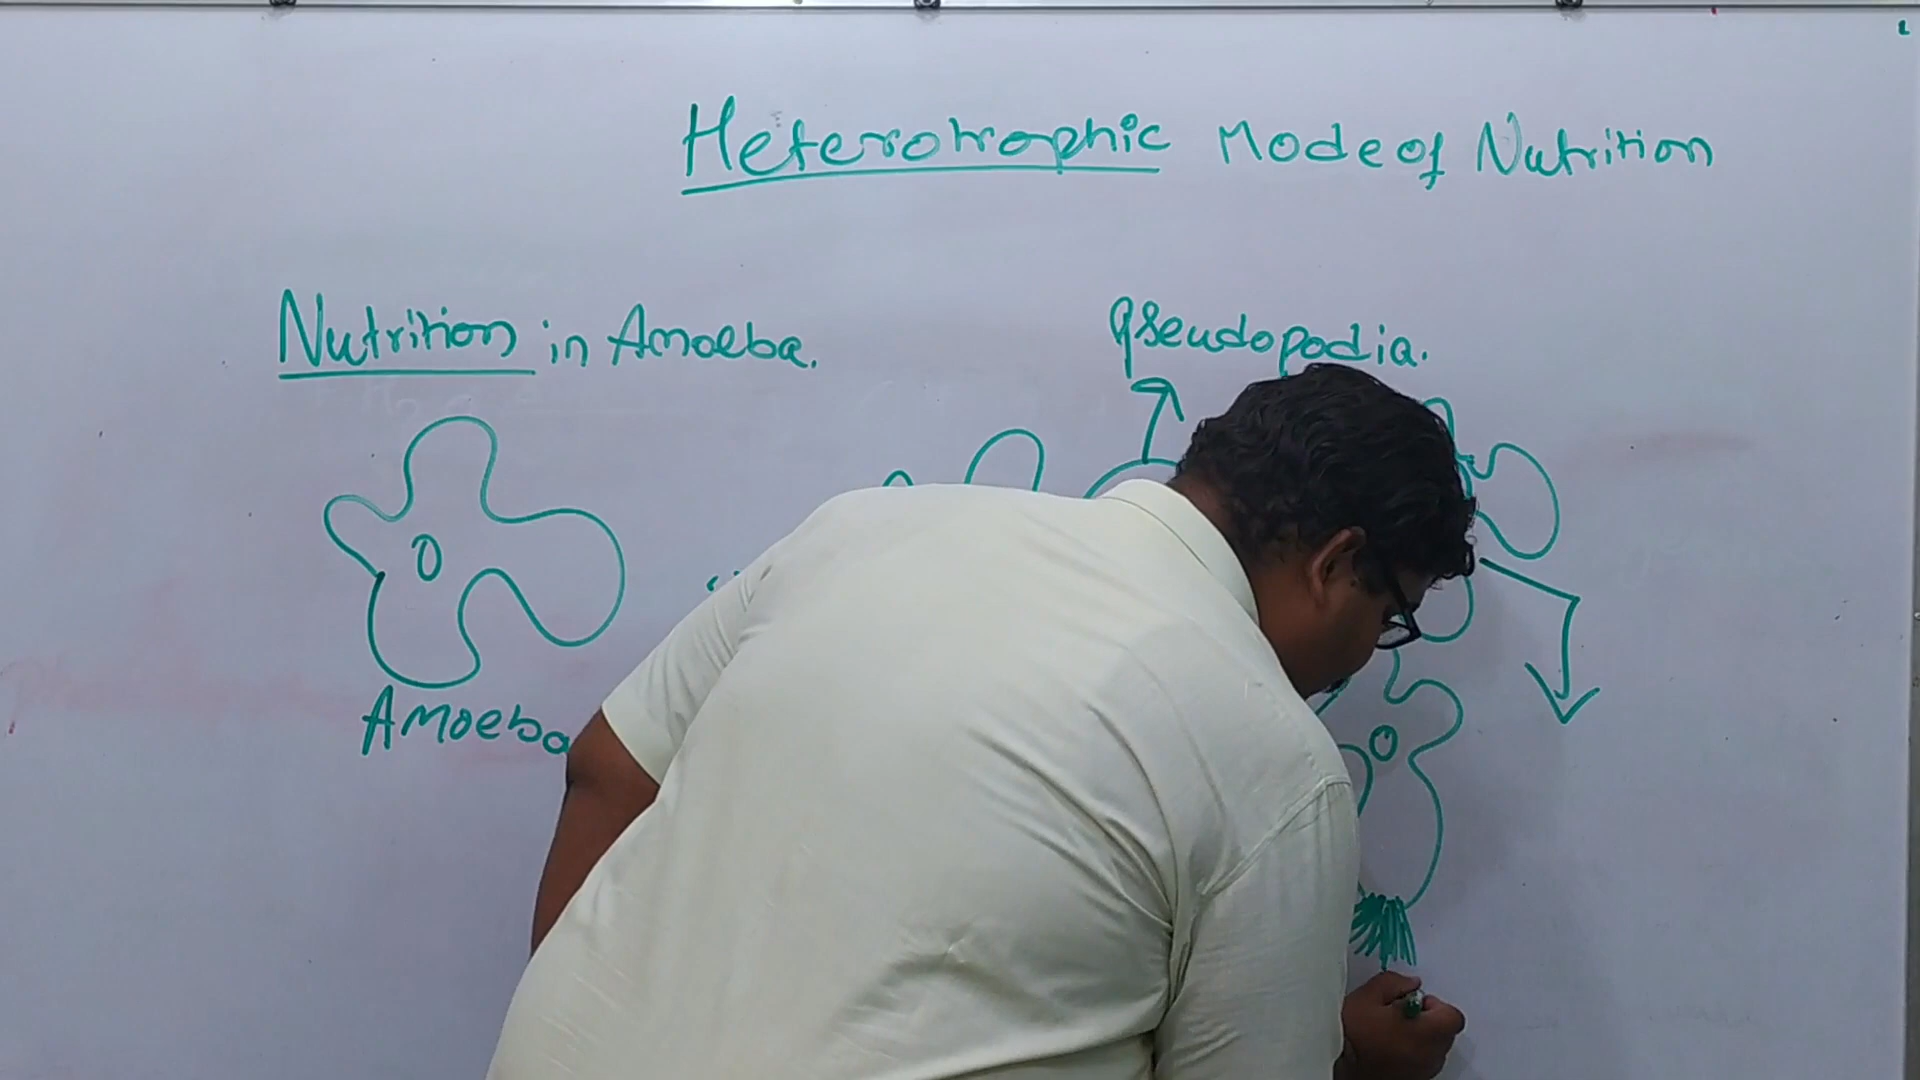 Heterotrophic Mode of Nutrition
Nutrition in Amoeba.
Pseudopodia.
Amoeba